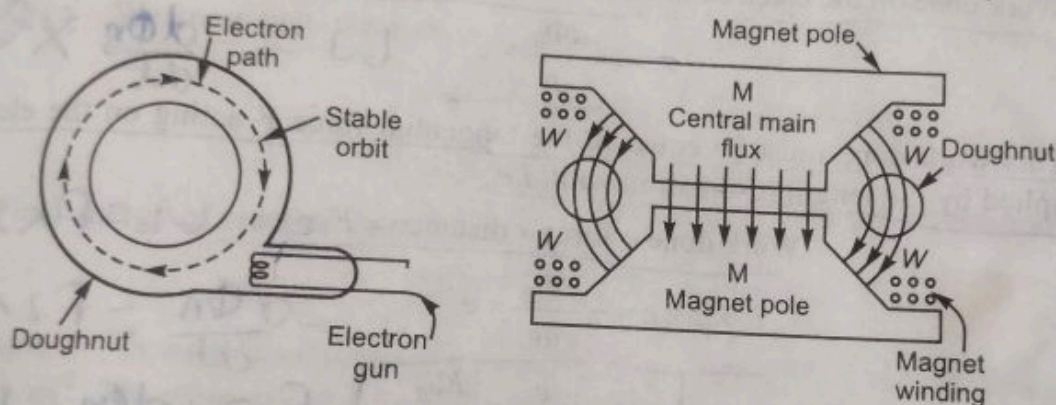 Electron
path
Stable
orbit
Doughnut
Electron
gun
Magnet pole
M
Central main
flux
W
W
Doughnut
W
W
M
Magnet pole
Magnet
winding